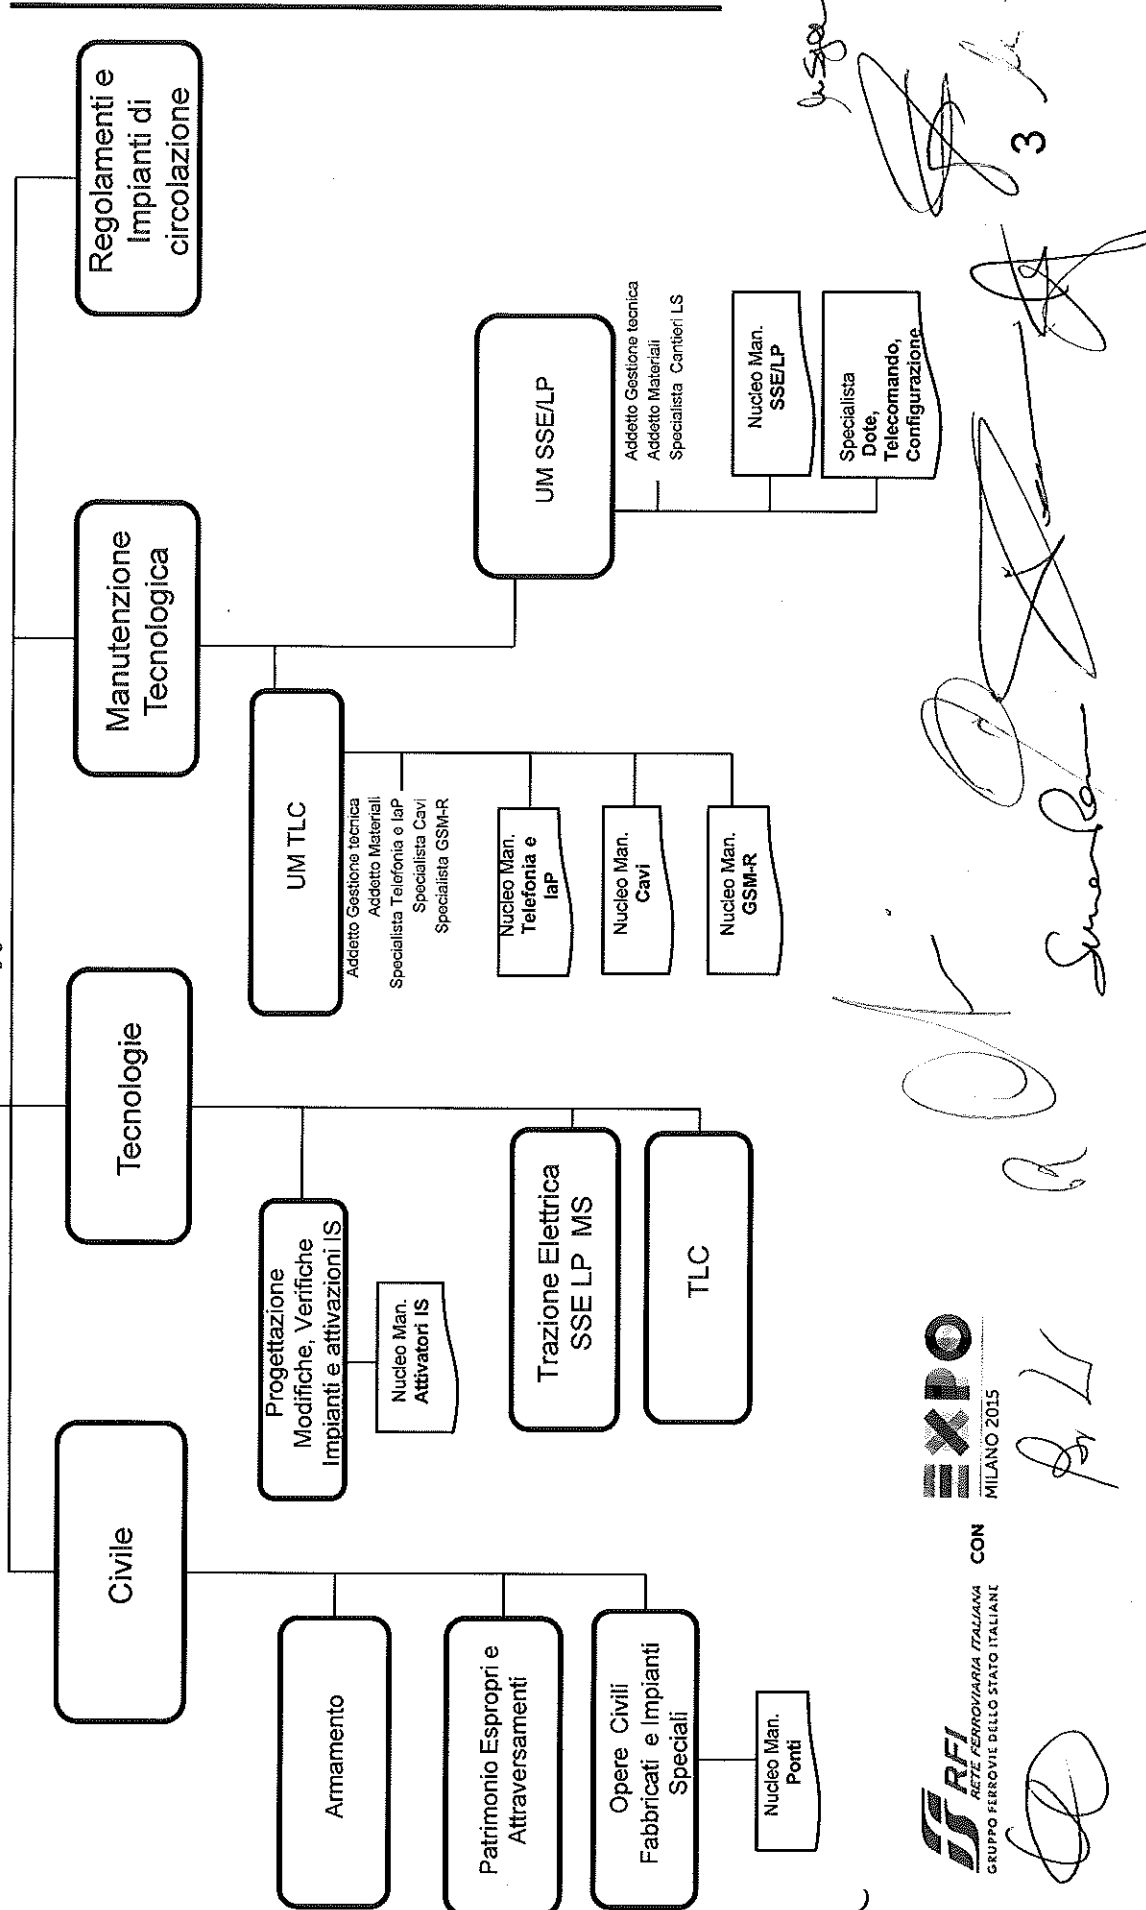 Civile
Armamento
Patrimonio Espropri e
Attraversamenti
Opere Civili
Fabbricati e Impianti
Speciali
Nucleo Man.
Ponti
Tecnologie
Progettazione
Modifiche, Verifiche
Impianti e attivazioni IS
Nucleo Man.
Attivatori IS
Trazione Elettrica
SSE LP MS
TLC
Manutenzione
Tecnologica
UM TLC
Addetto Gestione tecnica
Addetto Materiali
Specialista Telefonia e IaP
Specialista Cavi
Specialista GSM-R
Nucleo Man.
Telefonia e
IaP
Nucleo Man.
Cavi
Nucleo Man.
GSM-R
UM SSE/LP
Addetto Gestione tecnica
Addetto Materiali
Specialista Cantieri LS
Nucleo Man.
SSE/LP
Specialista
Dote,
Telecomando,
Configurazione
Regolamenti e
Impianti di
circolazione
RFI
RETE FERROVIARIA ITALIANA
GRUPPO FERROVIE DELLO STATO ITALIANE
CON
EXPO
MILANO 2015
3